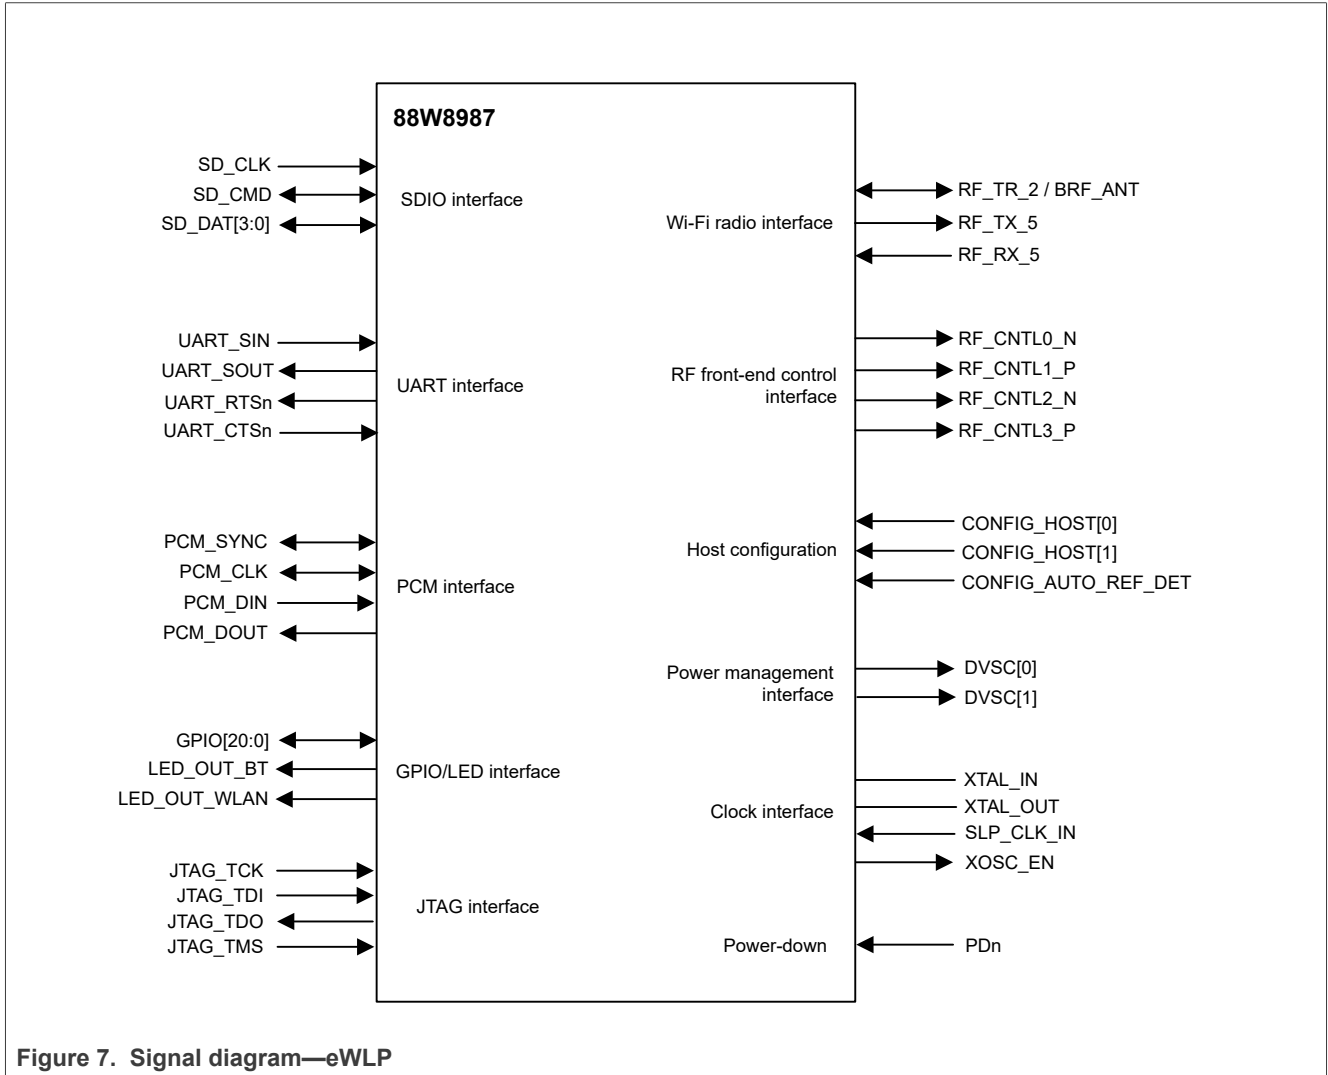 88W8987
SD_CLK
SD_CMD
SD_DAT[3:0]
SDIO interface
UART_SIN
UART_SOUT
UART_RTSn
UART_CTSn
UART interface
PCM_SYNC
PCM_CLK
PCM_DIN
PCM_DOUT
PCM interface
GPIO[20:0]
LED_OUT_BT
LED_OUT_WLAN
GPIO/LED interface
JTAG_TCK
JTAG_TDI
JTAG_TDO
JTAG_TMS
JTAG interface
Wi-Fi radio interface
RF_TR_2 / BRF_ANT
RF_TX_5
RF_RX_5
RF front-end control
interface
RF_CNTL0_N
RF_CNTL1_P
RF_CNTL2_N
RF_CNTL3_P
Host configuration
CONFIG_HOST[0]
CONFIG_HOST[1]
CONFIG_AUTO_REF_DET
Power management
interface
DVSC[0]
DVSC[1]
Clock interface
XTAL_IN
XTAL_OUT
SLP_CLK_IN
XOSC_EN
Power-down
PDn
Figure 7. Signal diagram—eWLP